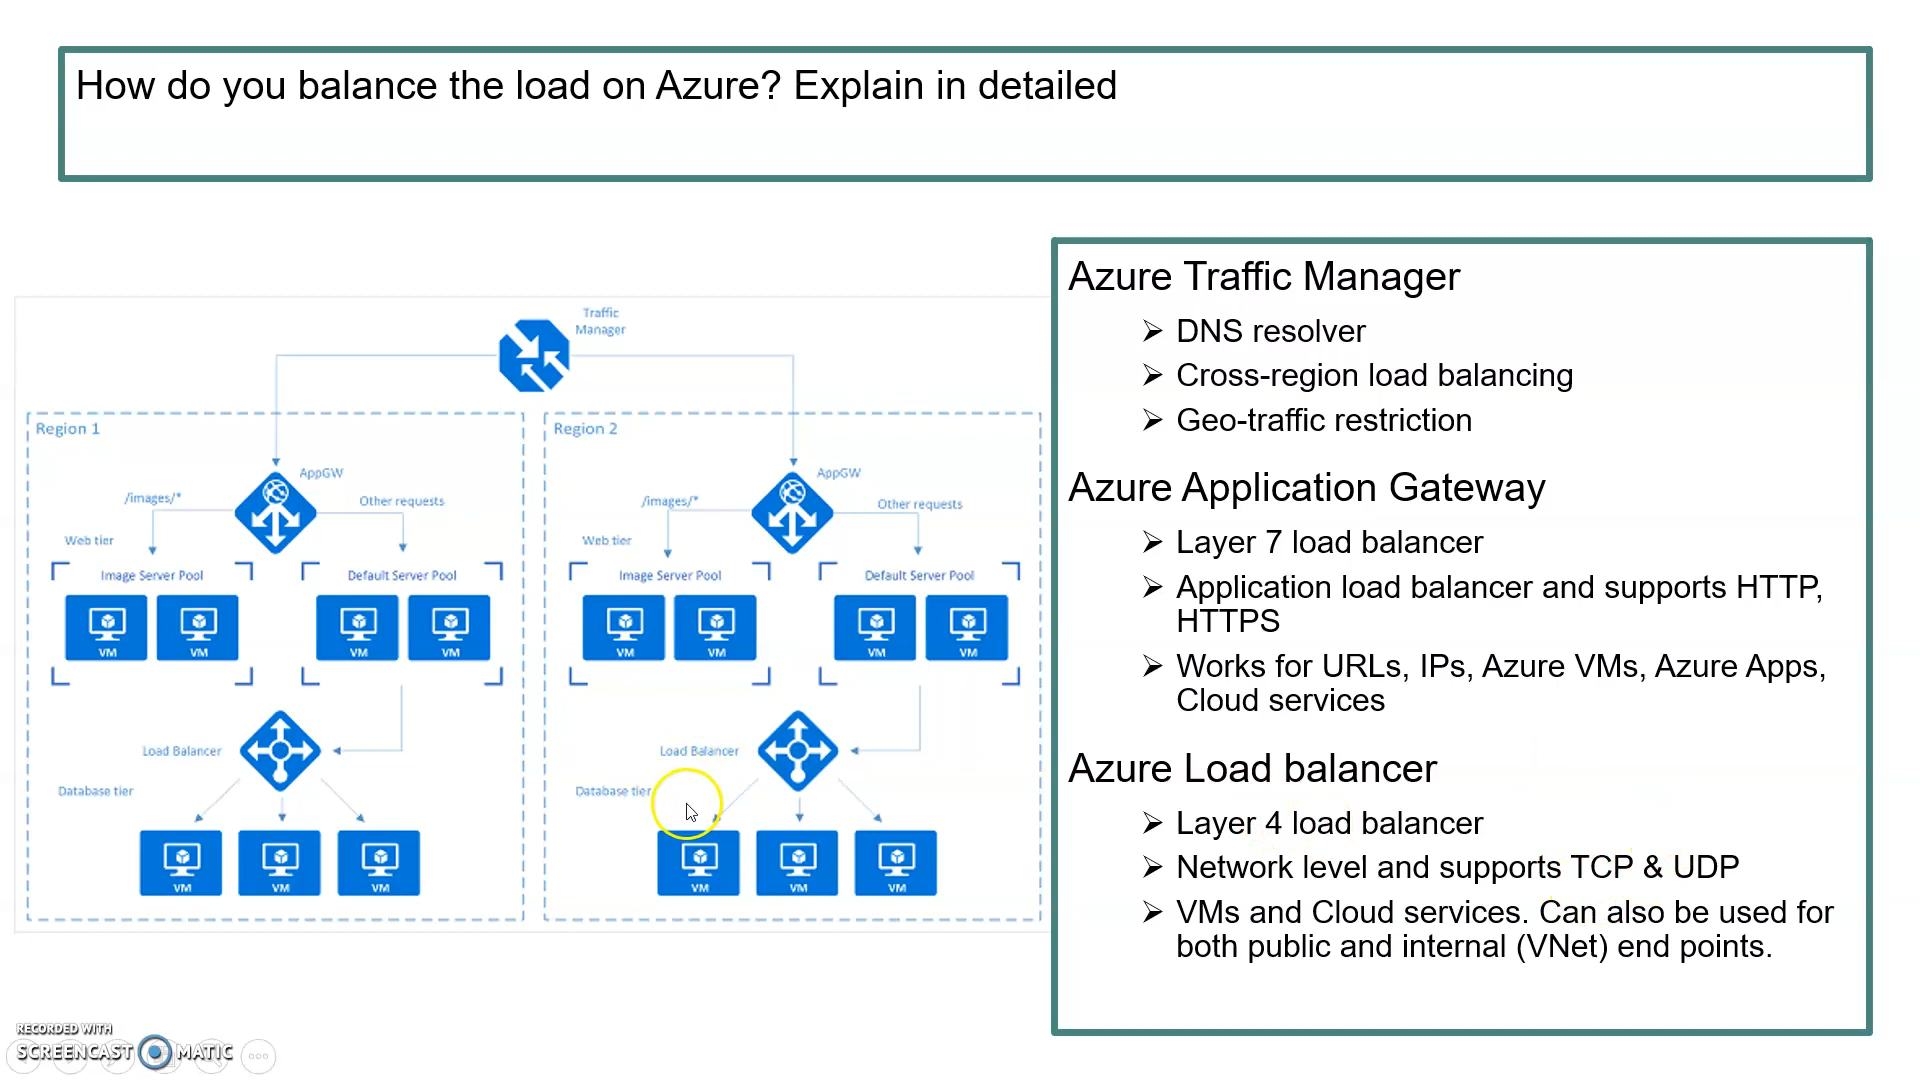 How do you balance the load on Azure? Explain in detailed
Traffic
Manager
Region 1
AppGW
/images/*
Other requests
Web tier
Image Server Pool
Default Server Pool
VM
VM
VM
VM
Load Balancer
Database tier
VM
VM
VM
Region 2
AppGW
/images/*
Other requests
Web tier
Image Server Pool
Default Server Pool
VM
VM
VM
VM
Load Balancer
Database tier
VM
VM
VM
Azure Traffic Manager
DNS resolver
Cross-region load balancing
Geo-traffic restriction
Azure Application Gateway
Layer 7 load balancer
Application load balancer and supports HTTP,
HTTPS
Works for URLs, IPs, Azure VMs, Azure Apps,
Cloud services
Azure Load balancer
Layer 4 load balancer
Network level and supports TCP & UDP
VMs and Cloud services. Can also be used for
both public and internal (VNet) end points.
RECORDED WITH
SCREENCAST MATIC